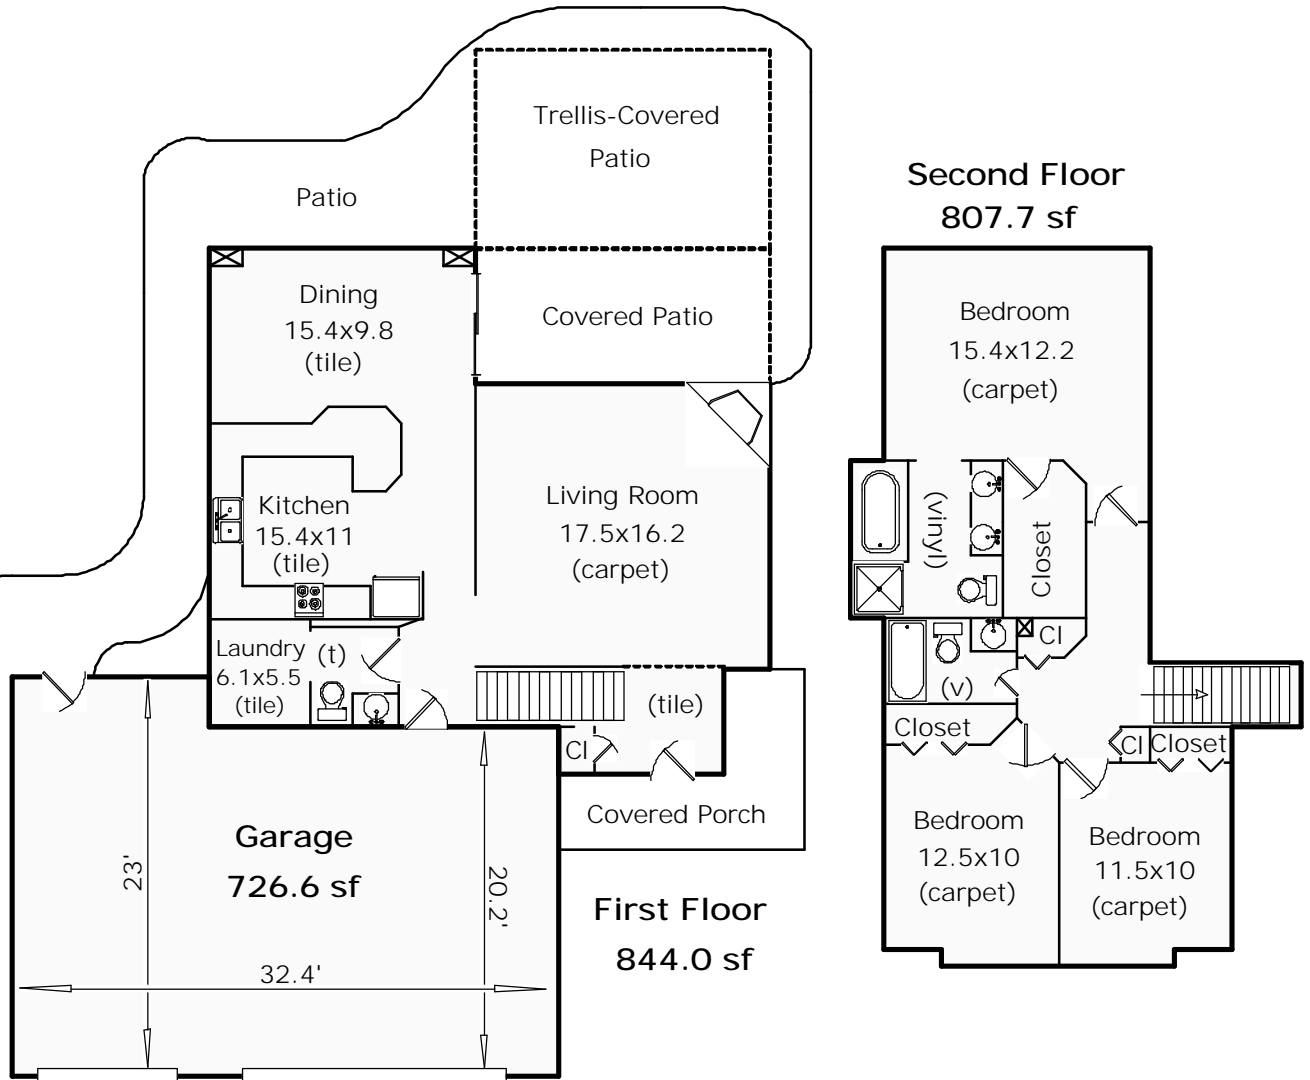 Trellis-Covered
Patio
Patio
Covered Patio
Dining
15.4x9.8
(tile)
Kitchen
15.4x11
(tile)
Living Room
17.5x16.2
(carpet)
Laundry
6.1x5.5
(tile)
(t)
(tile)
Cl
Covered Porch
Garage
726.6 sf
23'
20.2'
32.4'
First Floor
844.0 sf
Second Floor
807.7 sf
Bedroom
15.4x12.2
(carpet)
(vinyl)
Closet
Cl
(v)
Closet
Cl
Closet
Bedroom
12.5x10
(carpet)
Bedroom
11.5x10
(carpet)